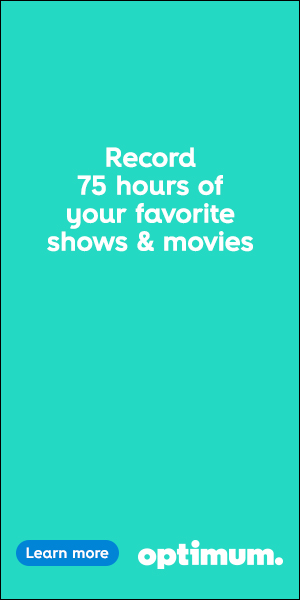 Record
75 hours of
your favorite
shows & movies
Learn more
optimum.